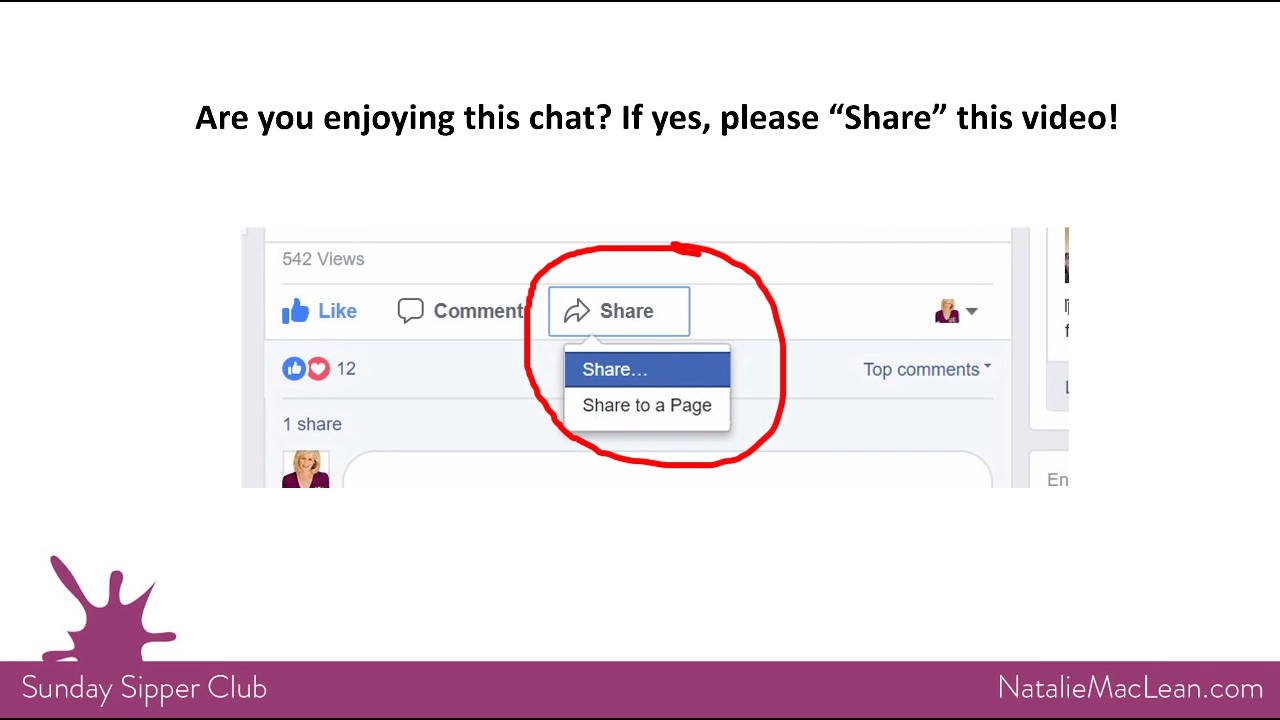 Are you enjoying this chat? If yes, please “Share” this video!
542 Views
Like Comment Share
Share...
Share to a Page
12
Top comments
1 share
En
Sunday Sipper Club
NatalieMacLean.com